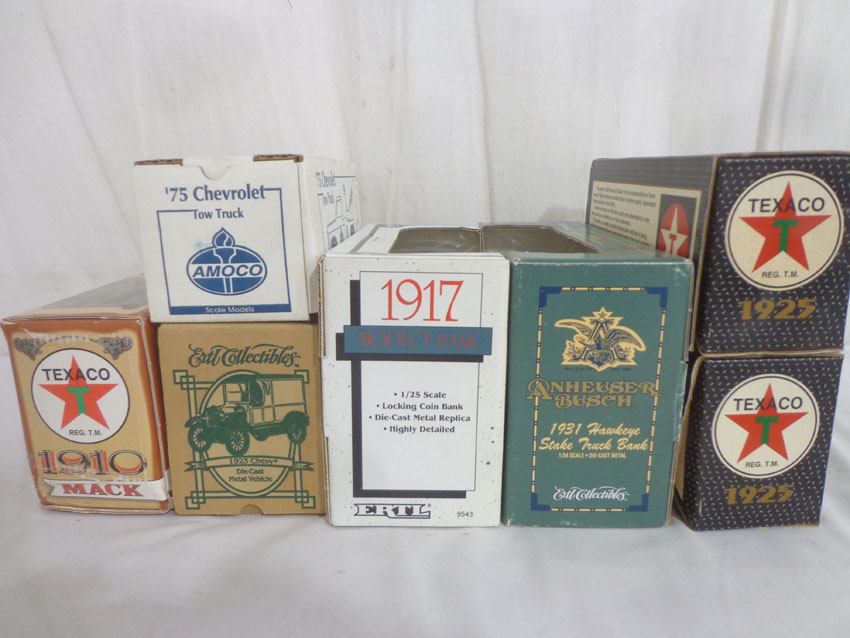 '75 Chevrolet
Tow Truck
AMOCO
Scale Models
'75 Chevrolet
TEXACO
T
REG. T.M.
1910
MACK
Ertl Collectibles
1923 Chevy
Die-Cast
Metal Vehicle
1917
MODEL T BANK
• 1/25 Scale
• Locking Coin Bank
• Die-Cast Metal Replica
• Highly Detailed
ERTL
9543
ANHEUSER
BUSCH
1931 Hawkeye
Stake Truck Bank
1/34 SCALE • DIE-CAST METAL
Ertl Collectibles
TEXACO
T
REG. T.M.
1925
TEXACO
T
REG. T.M.
1925